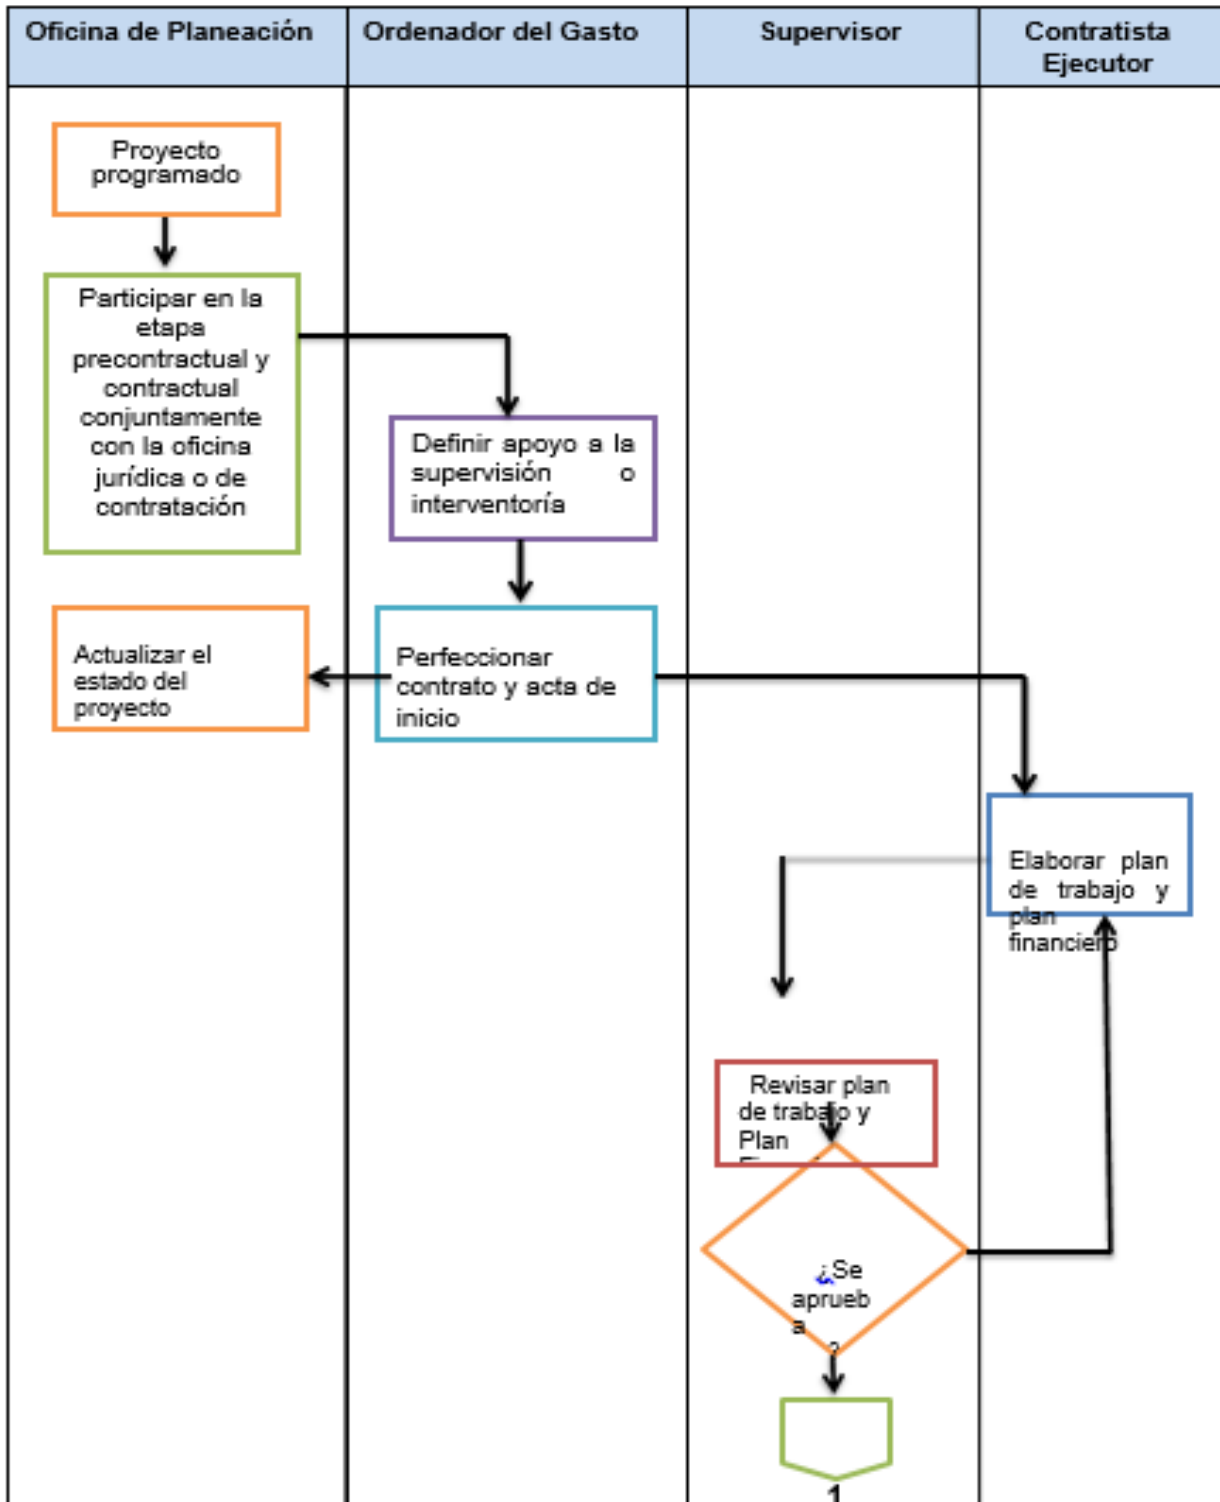 Oficina de Planeación
Ordenador del Gasto
Supervisor
Contratista
Ejecutor
Proyecto
programado
Participar en la
etapa
precontractual y
contractual
conjuntamente
con la oficina
jurídica o de
contratación
Definir apoyo a la
supervisión o
interventoría
Actualizar el
estado del
proyecto
Perfeccionar
contrato y acta de
inicio
Elaborar plan
de trabajo y
plan
financiero
Revisar plan
de trabajo y
Plan
¿Se
aprueb
a
?
1